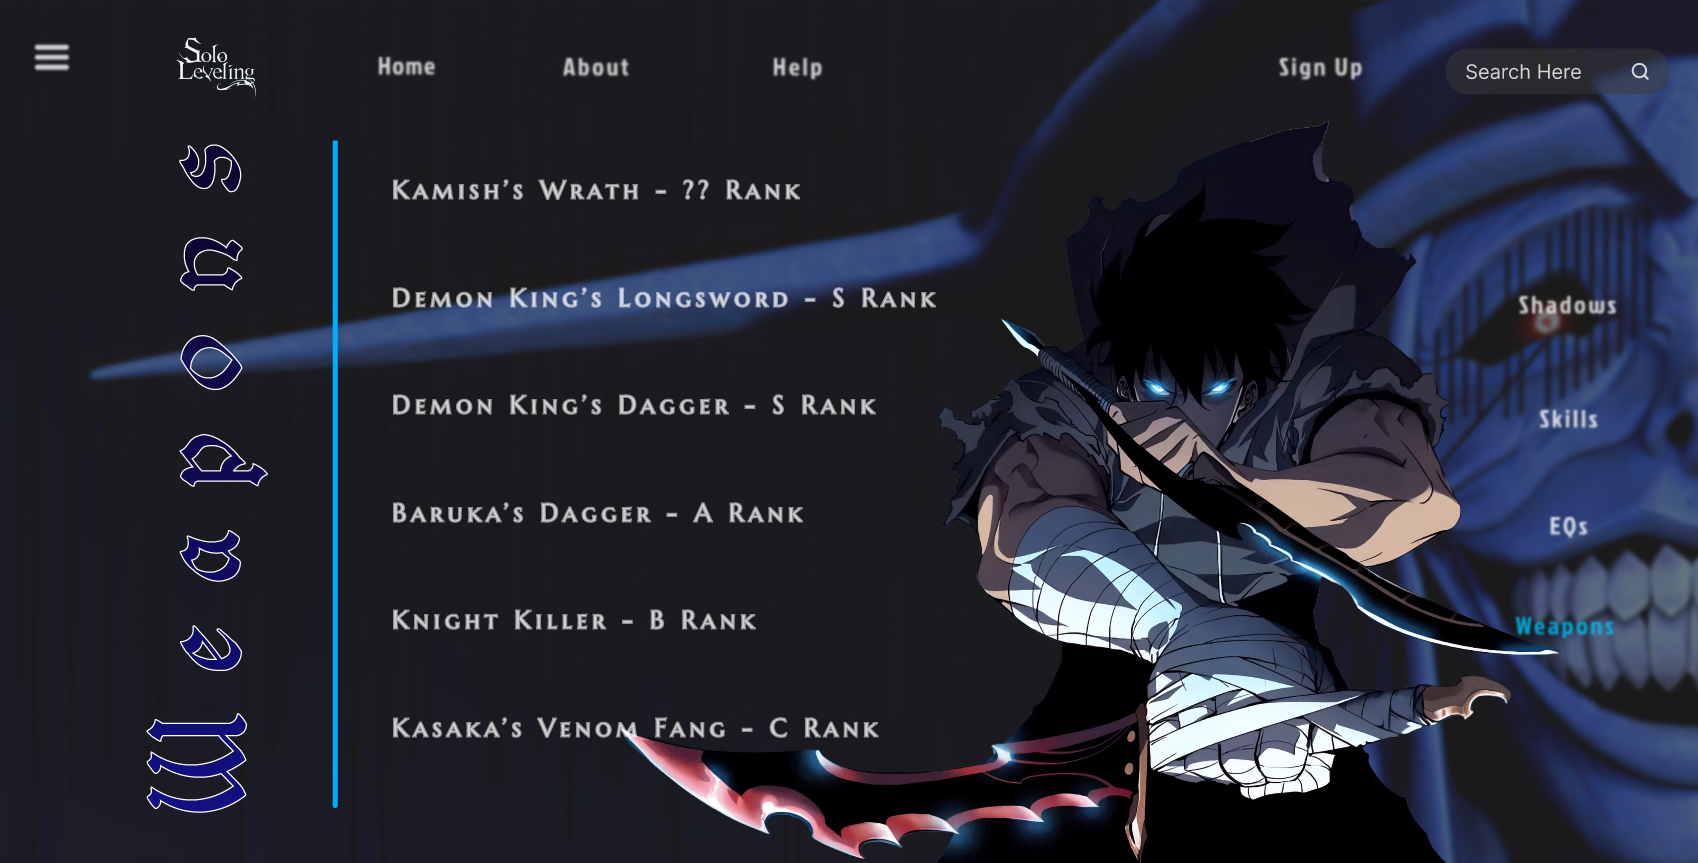 Solo
Leveling
Home
About
Help
Sign Up
Search Here
Weapons
Kamish's Wrath - ?? Rank
Demon King's Longsword - S Rank
Demon King's Dagger - S Rank
Baruka's Dagger - A Rank
Knight Killer - B Rank
Kasaka's Venom Fang - C Rank
Shadows
Skills
EQs
Weapons